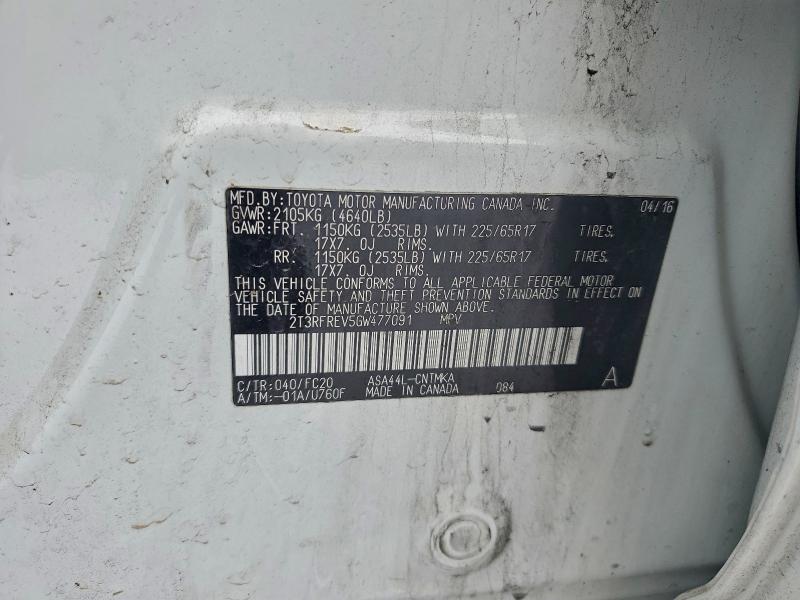 MFD.BY:TOYOTA MOTOR MANUFACTURING CANADA INC. 04/16
GVWR:2105KG (4640LB)
GAWR:FRT. 1150KG (2535LB) WITH 225/65R17 TIRES,
17X7.0J RIMS.
RR. 1150KG (2535LB) WITH 225/65R17 TIRES,
17X7.0J RIMS.
THIS VEHICLE CONFORMS TO ALL APPLICABLE FEDERAL MOTOR
VEHICLE SAFETY AND THEFT PREVENTION STANDARDS IN EFFECT ON
THE DATE OF MANUFACTURE SHOWN ABOVE.
2T3RFREV5GW477091 MPV
C/TR:040/FC20 ASA44L-CNTMKA 084 A
A/TM:-01A/U760F MADE IN CANADA